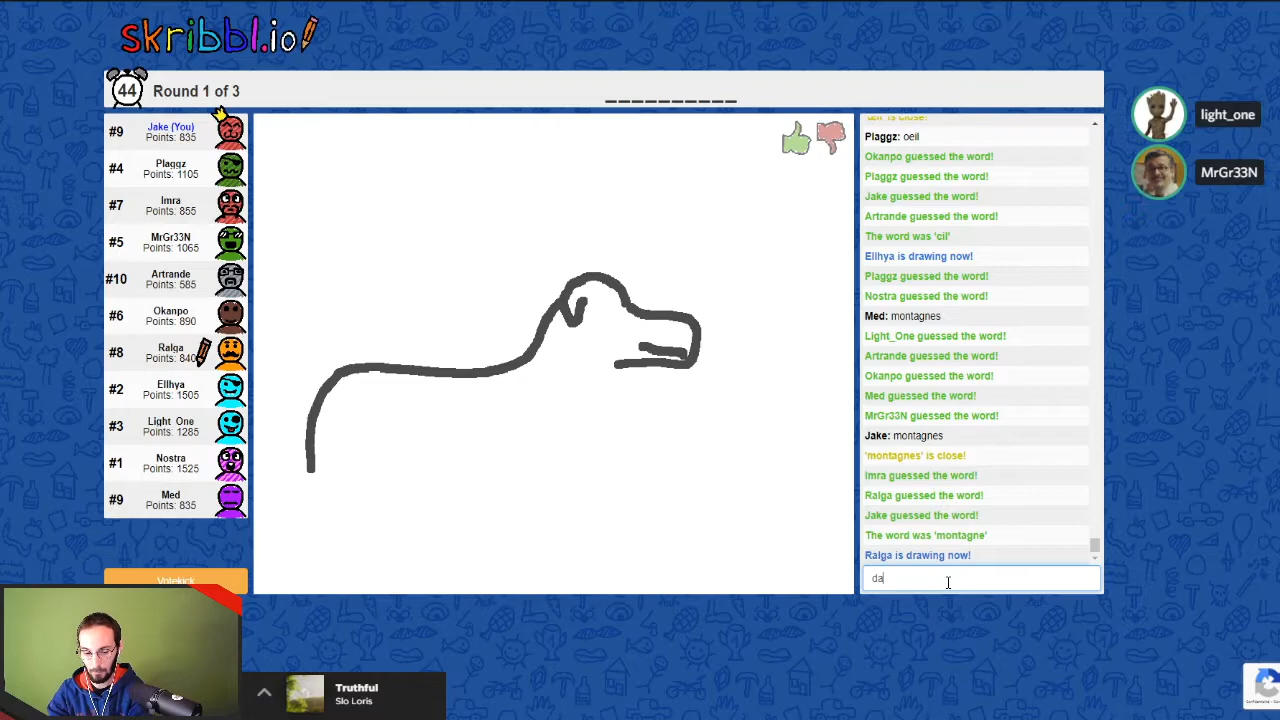 skribbl.io
44
Round 1 of 3
__________
#9
Jake (You)
Points: 835
#4
Plaggz
Points: 1105
#7
Imra
Points: 855
#5
MrGr33N
Points: 1065
#10
Artrande
Points: 565
#6
Okanpo
Points: 890
#8
Points: 840
#2
Ellhya
Points: 1505
#3
Light_One
Points: 1285
#1
Nostra
Points: 1525
#9
Med
Points: 835
Votekick
Plaggz: oeil
Okanpo guessed the word!
Plaggz guessed the word!
Jake guessed the word!
Artrande guessed the word!
The word was 'cil'
Ellhya is drawing now!
Plaggz guessed the word!
Nostra guessed the word!
Med: montagnes
Light_One guessed the word!
Artrande guessed the word!
Okanpo guessed the word!
Med guessed the word!
MrGr33N guessed the word!
Jake: montagnes
'montagnes' is close!
Imra guessed the word!
Ralga guessed the word!
Jake guessed the word!
The word was 'montagne'
Ralga is drawing now!
da
light_one
MrGr33N
Truthful
Slo Loris